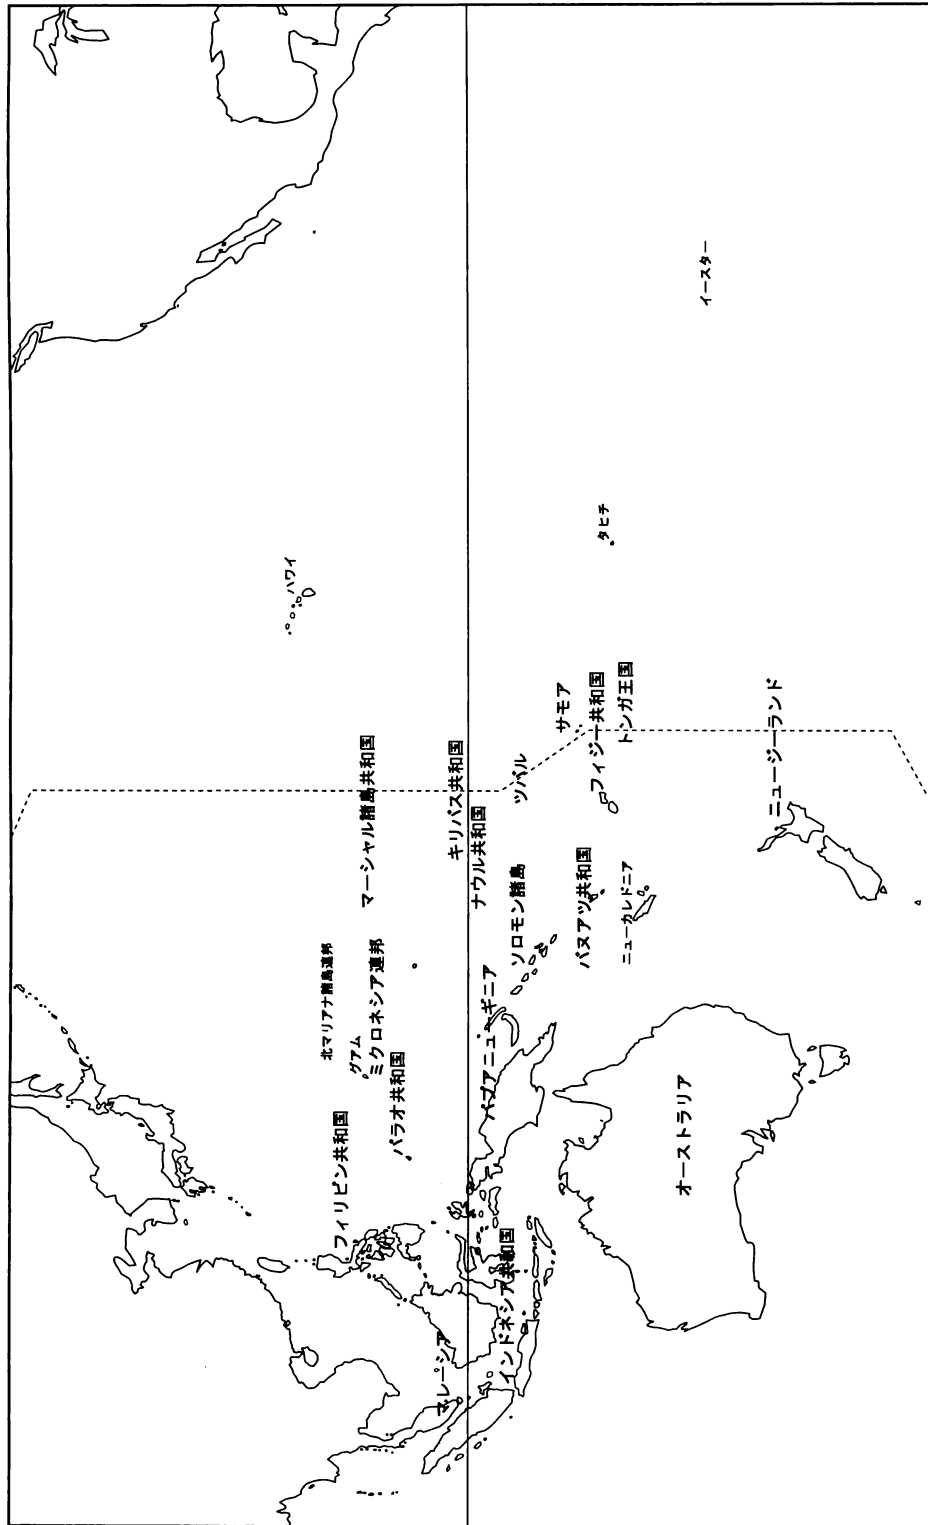 ハワイ
北マリアナ諸島連邦
グアム
フィリピン共和国
マーシャル諸島共和国
ミクロネシア連邦
パラオ共和国
マレーシア
キリバス共和国
ナウル共和国
パプアニューギニア
インドネシア共和国
ツバル
ソロモン諸島
サモア
バヌアツ共和国
フィジー共和国
タヒチ
トンガ王国
ニューカレドニア
オーストラリア
イースター
ニュージーランド